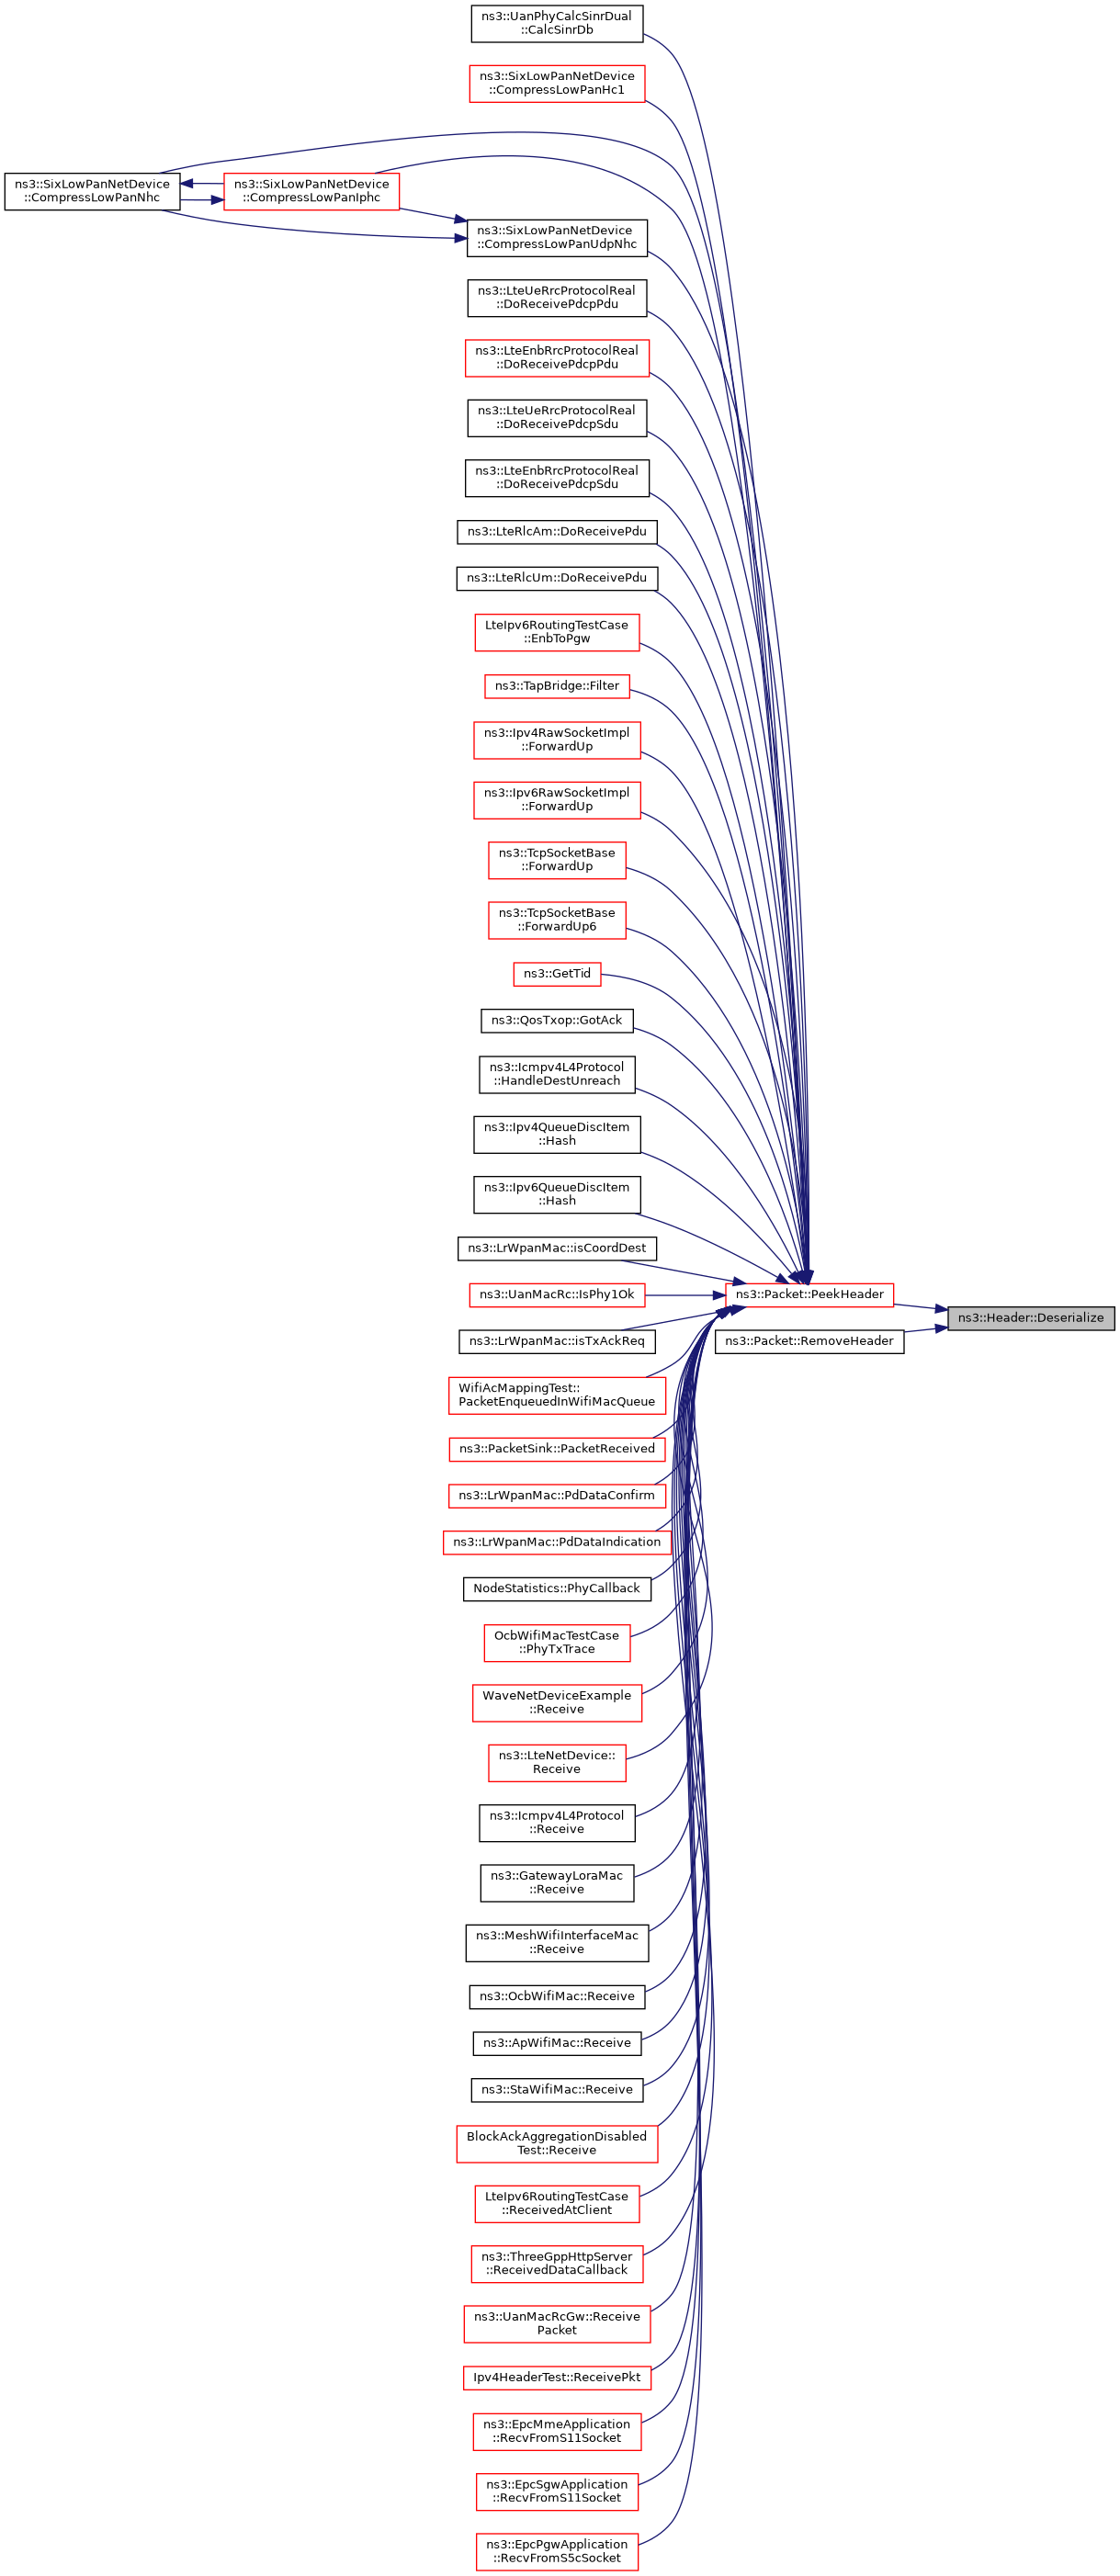 ns3::UanPhyCalcSinrDual
::CalcSinrDb
ns3::SixLowPanNetDevice
::CompressLowPanHc1
ns3::SixLowPanNetDevice
::CompressLowPanNhc
ns3::SixLowPanNetDevice
::CompressLowPanIphc
ns3::SixLowPanNetDevice
::CompressLowPanUdpNhc
ns3::LteUeRrcProtocolReal
::DoReceivePdcpPdu
ns3::LteEnbRrcProtocolReal
::DoReceivePdcpPdu
ns3::LteUeRrcProtocolReal
::DoReceivePdcpSdu
ns3::LteEnbRrcProtocolReal
::DoReceivePdcpSdu
ns3::LteRlcAm::DoReceivePdu
ns3::LteRlcUm::DoReceivePdu
LteIpv6RoutingTestCase
::EnbToPgw
ns3::TapBridge::Filter
ns3::Ipv4RawSocketImpl
::ForwardUp
ns3::Ipv6RawSocketImpl
::ForwardUp
ns3::TcpSocketBase
::ForwardUp
ns3::TcpSocketBase
::ForwardUp6
ns3::GetTid
ns3::QosTxop::GotAck
ns3::Icmpv4L4Protocol
::HandleDestUnreach
ns3::Ipv4QueueDiscItem
::Hash
ns3::Ipv6QueueDiscItem
::Hash
ns3::LrWpanMac::isCoordDest
ns3::UanMacRc::IsPhy1Ok
ns3::Packet::PeekHeader
ns3::Header::Deserialize
ns3::LrWpanMac::isTxAckReq
ns3::Packet::RemoveHeader
WifiAcMappingTest::
PacketEnqueuedInWifiMacQueue
ns3::PacketSink::PacketReceived
ns3::LrWpanMac::PdDataConfirm
ns3::LrWpanMac::PdDataIndication
NodeStatistics::PhyCallback
OcbWifiMacTestCase
::PhyTxTrace
WaveNetDeviceExample
::Receive
ns3::LteNetDevice::
Receive
ns3::Icmpv4L4Protocol
::Receive
ns3::GatewayLoraMac
::Receive
ns3::MeshWifiInterfaceMac
::Receive
ns3::OcbWifiMac::Receive
ns3::ApWifiMac::Receive
ns3::StaWifiMac::Receive
BlockAckAggregationDisabled
Test::Receive
LteIpv6RoutingTestCase
::ReceivedAtClient
ns3::ThreeGppHttpServer
::ReceivedDataCallback
ns3::UanMacRcGw::Receive
Packet
Ipv4HeaderTest::ReceivePkt
ns3::EpcMmeApplication
::RecvFromS11Socket
ns3::EpcSgwApplication
::RecvFromS11Socket
ns3::EpcPgwApplication
::RecvFromS5cSocket